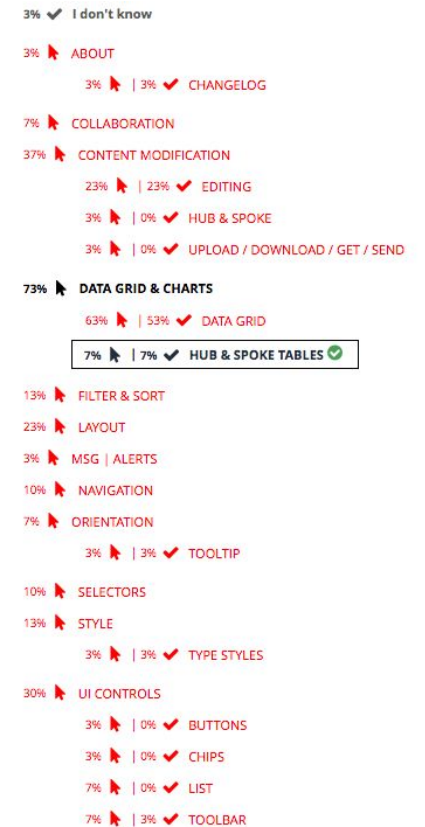 3% ✔ I don't know
3% ABOUT
3% | 3% ✔ CHANGELOG
7% COLLABORATION
37% CONTENT MODIFICATION
23% | 23% ✔ EDITING
3% | 0% ✔ HUB & SPOKE
3% | 0% ✔ UPLOAD / DOWNLOAD / GET / SEND
73% DATA GRID & CHARTS
63% | 53% ✔ DATA GRID
7% | 7% ✔ HUB & SPOKE TABLES ✔
13% FILTER & SORT
23% LAYOUT
3% MSG | ALERTS
10% NAVIGATION
7% ORIENTATION
3% | 3% ✔ TOOLTIP
10% SELECTORS
13% STYLE
3% | 3% ✔ TYPE STYLES
30% UI CONTROLS
3% | 0% ✔ BUTTONS
3% | 0% ✔ CHIPS
7% | 0% ✔ LIST
7% | 3% ✔ TOOLBAR